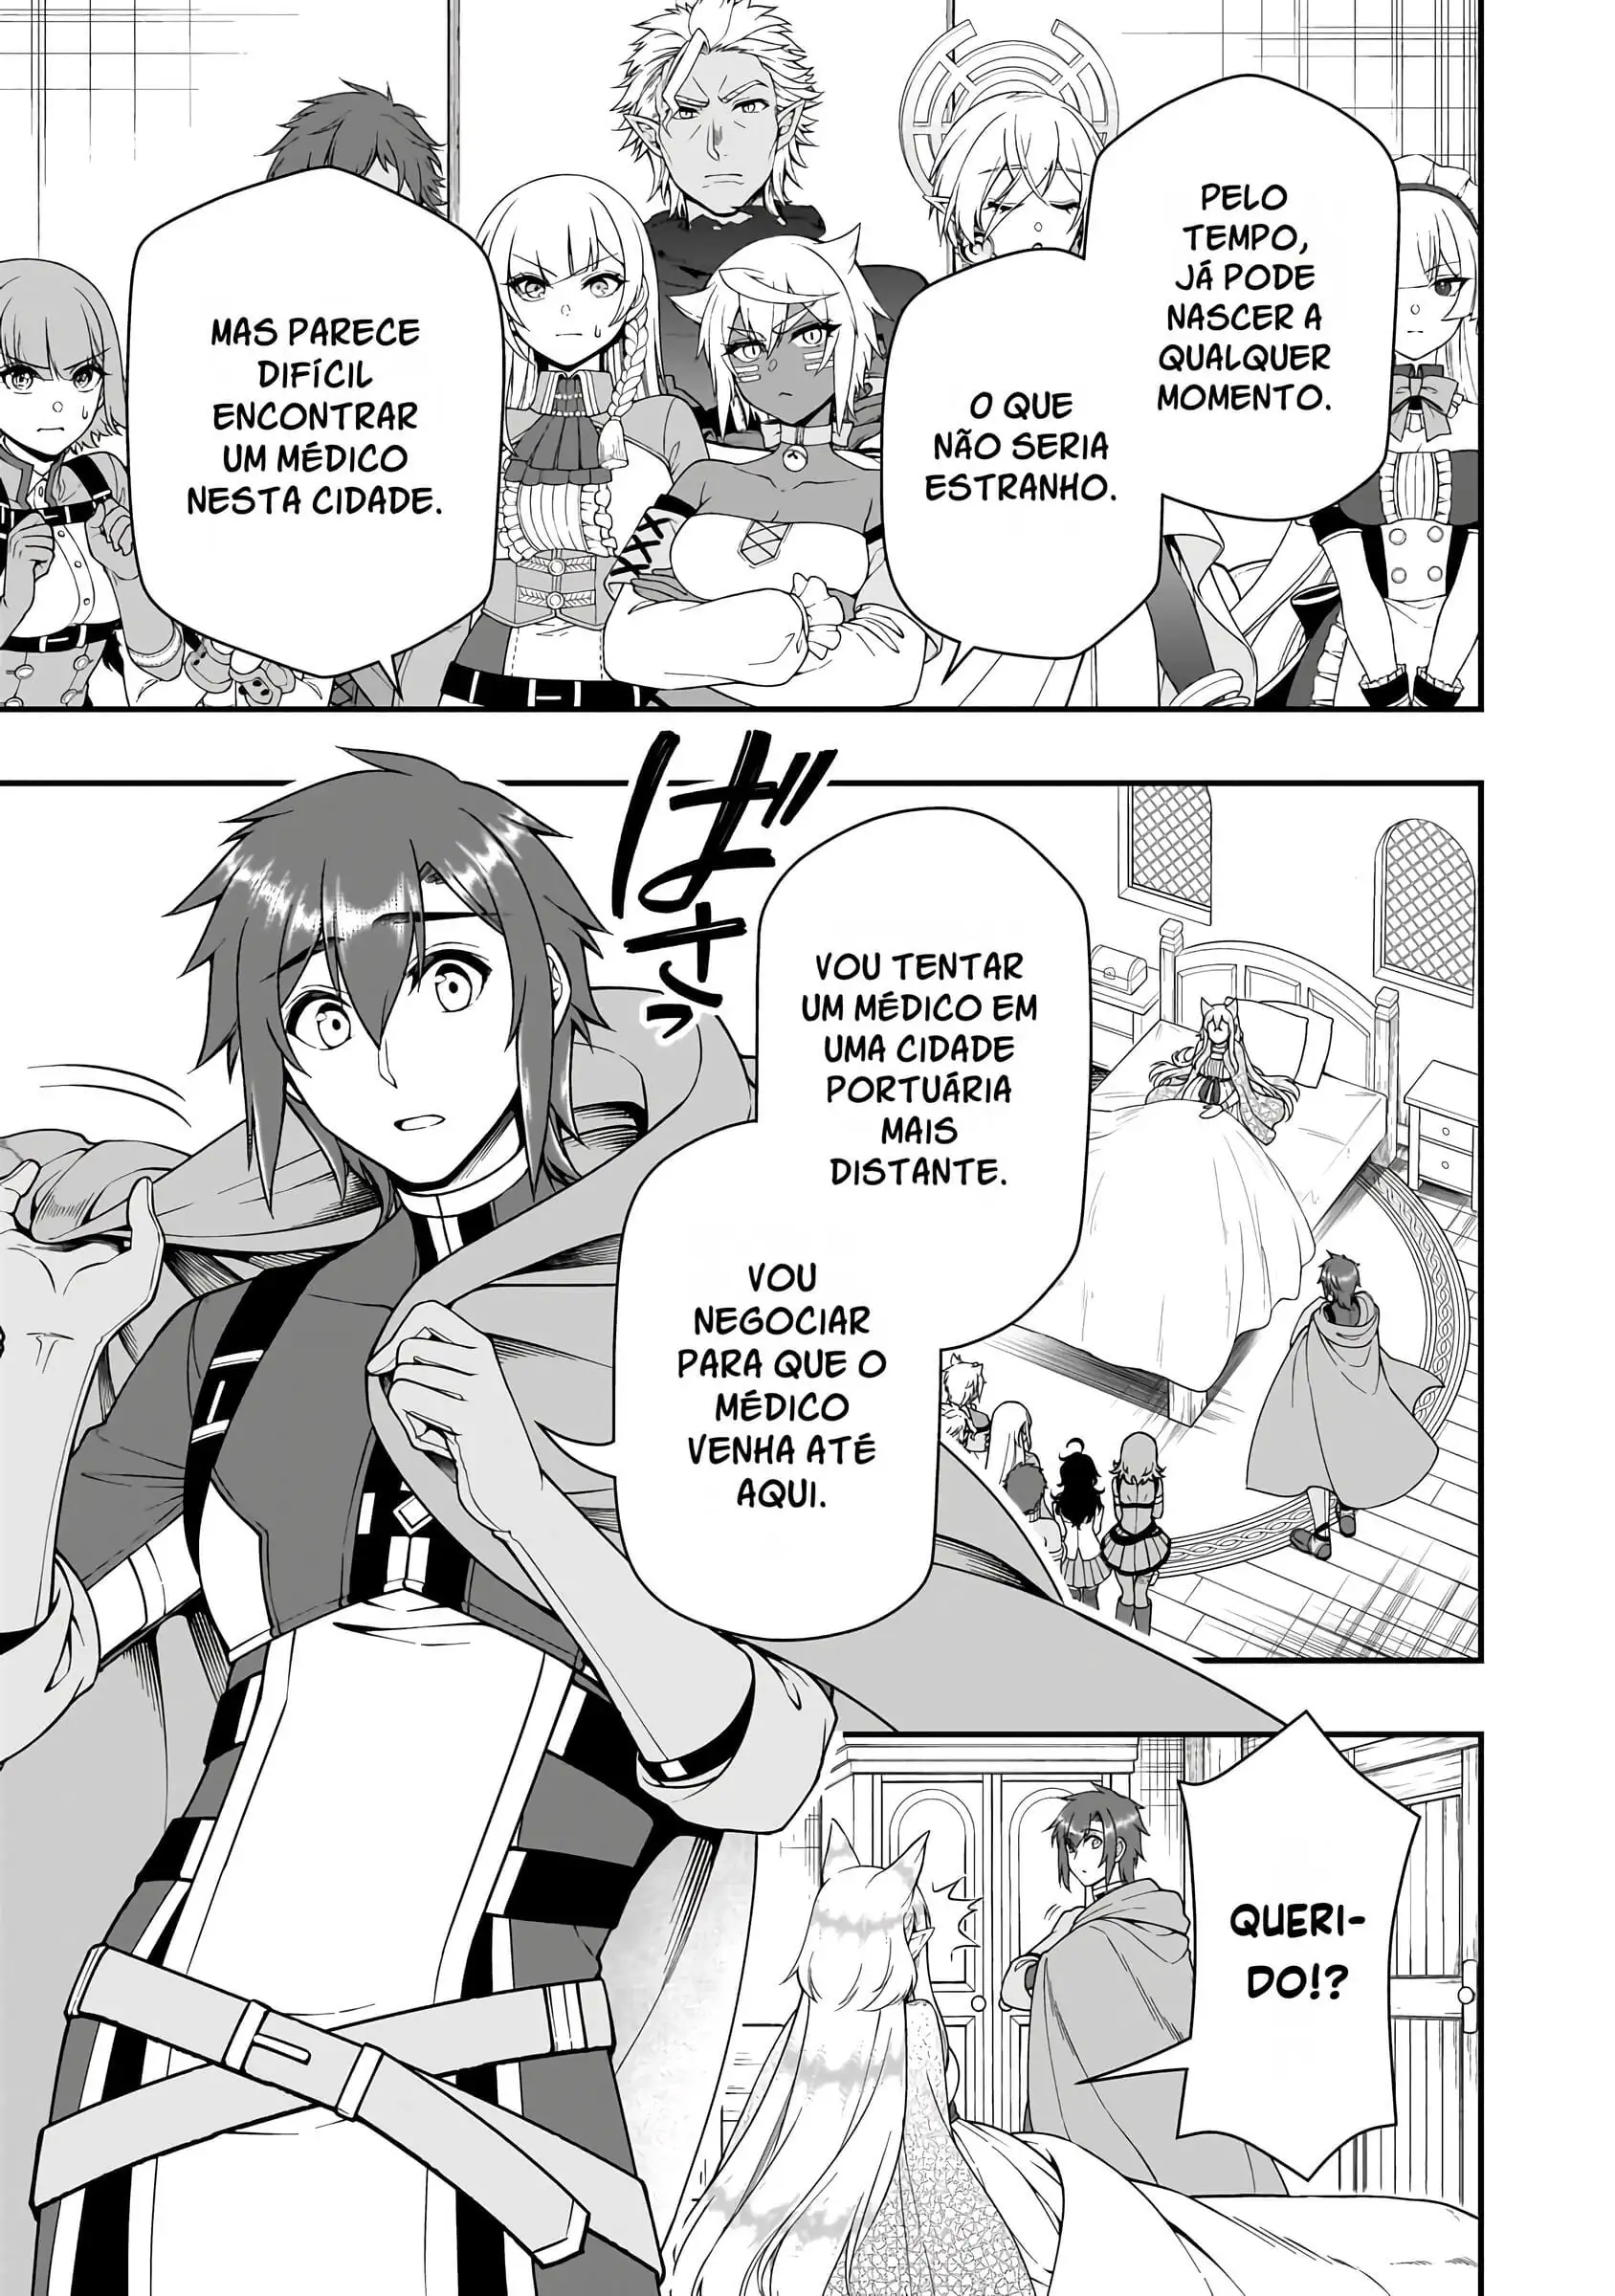 PELO
TEMPO,
JÁ PODE
NASCER A
QUALQUER
MOMENTO.
O QUE
NÃO SERIA
ESTRANHO.
MAS PARECE
DIFÍCIL
ENCONTRAR
UM MÉDICO
NESTA CIDADE.
ばさっ
VOU TENTAR
UM MÉDICO EM
UMA CIDADE
PORTUÁRIA
MAIS
DISTANTE.
VOU
NEGOCIAR
PARA QUE O
MÉDICO
VENHA ATÉ
AQUI.
QUERI-
DO!?